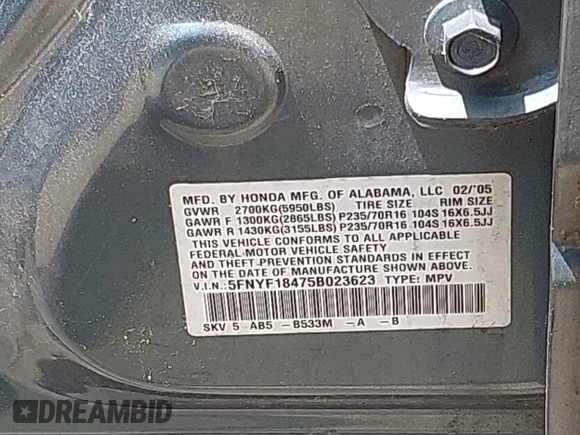 MFD. BY HONDA MFG. OF ALABAMA, LLC 02/'05
GVWR 2700KG(5950LBS) TIRE SIZE RIM SIZE
GAWR F 1300KG(2865LBS) P235/70R16 104S 16X6.5JJ
GAWR R 1430KG(3155LBS) P235/70R16 104S 16X6.5JJ
THIS VEHICLE CONFORMS TO ALL APPLICABLE
FEDERAL MOTOR VEHICLE SAFETY
AND THEFT PREVENTION STANDARDS IN EFFECT
ON THE DATE OF MANUFACTURE SHOWN ABOVE.
V.I.N.: 5FNYF18475B023623 TYPE: MPV
SKV 5 AB5 -B533M -A -B
DREAMBID